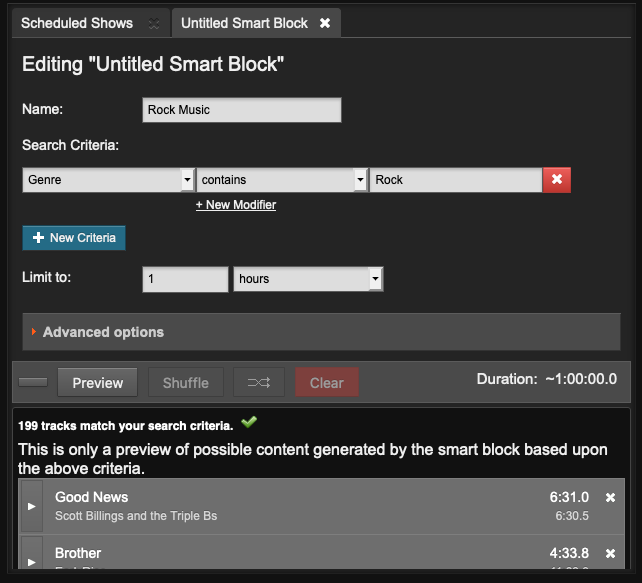 Scheduled Shows
Untitled Smart Block
Editing "Untitled Smart Block"
Name: Rock Music
Search Criteria:
Genre contains Rock
+ New Modifier
New Criteria
Limit to: 1 hours
Advanced options
Preview Shuffle Clear Duration: ~1:00:00.0
199 tracks match your search criteria.
This is only a preview of possible content generated by the smart block based upon
the above criteria.
Good News 6:31.0
Scott Billings and the Triple Bs 6:30.5
Brother 4:33.8